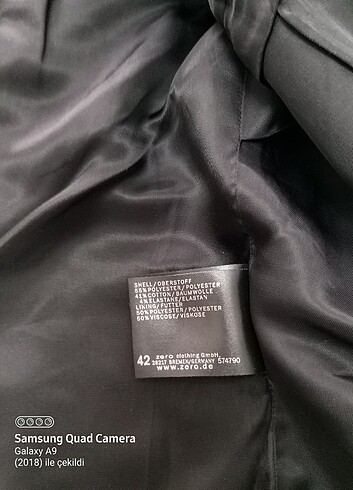 SHELL/OBERSTOFF
55%POLYESTER/POLYESTER
41%COTTON/BAUMWOLLE
4%ELASTANE/ELASTAN
LINING/FUTTER
50%POLYESTER/POLYESTER
50%VISCOSE/VISKOSE
42 zero clothing GmbH,
28217 BREMEN/GERMANY 574790
www.zero.de
Samsung Quad Camera
Galaxy A9
(2018) ile çekildi